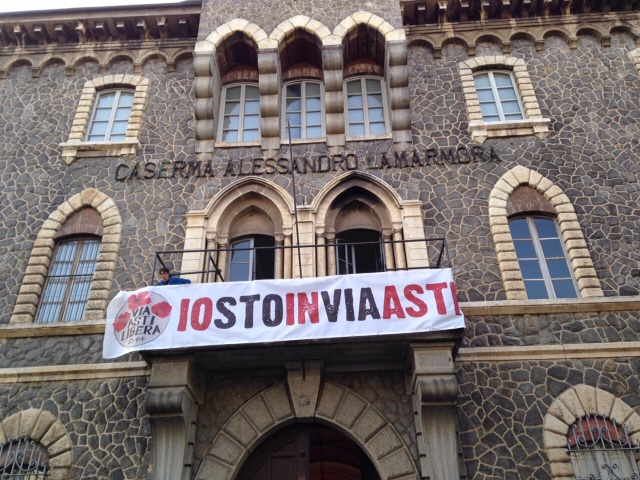 CASERMA ALESSANDRO LAMARMORA
IOSTOINVIAASTI
VIA
ASTI
LIBERA